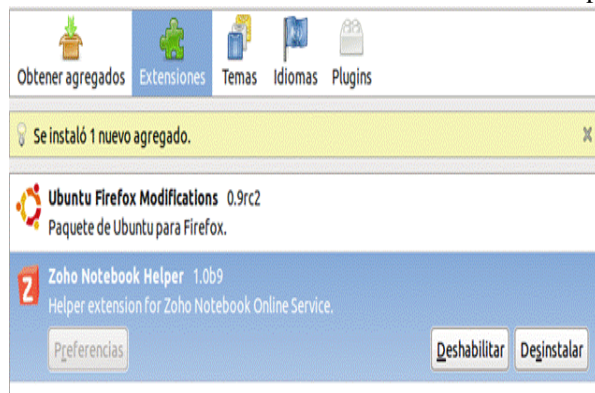 Obtener agregados Extensiones Temas Idiomas Plugins
Se instaló 1 nuevo agregado.
Ubuntu Firefox Modifications 0.9rc2
Paquete de Ubuntu para Firefox.
Zoho Notebook Helper 1.0b9
Helper extension for Zoho Notebook Online Service.
Preferencias Deshabilitar Desinstalar